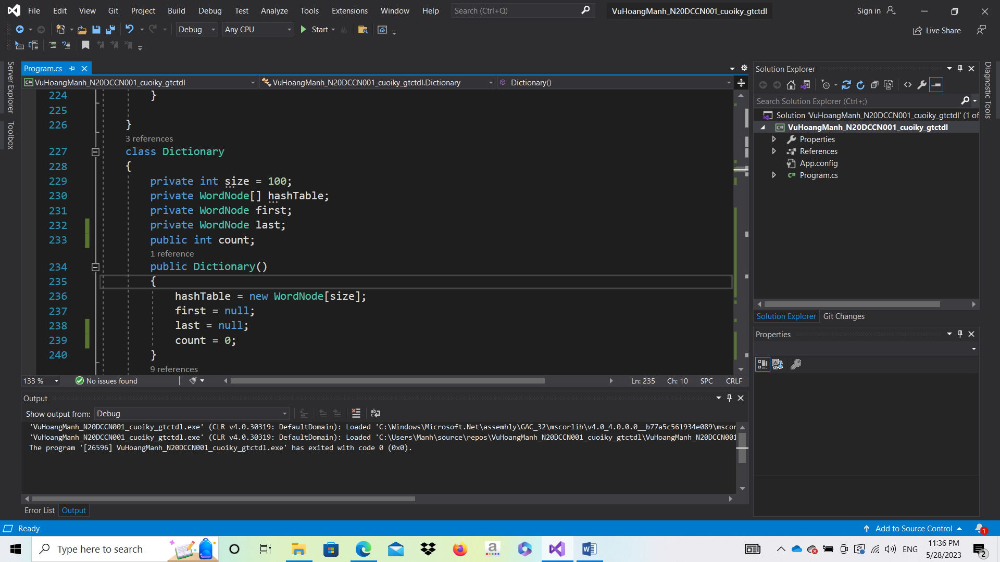 File Edit View Git Project Build Debug Test Analyze Tools Extensions Window Help Search (Ctrl+Q) VuHoangManh_N20DCCN001_cuoiky_gtctdl Sign in
Debug Any CPU Start Live Share
Server Explorer
Toolbox
Program.cs
VuHoangManh_N20DCCN001_cuoiky_gtctdl VuHoangManh_N20DCCN001_cuoiky_gtctdl.Dictionary Dictionary()
224 }
225
226 }
3 references
227 class Dictionary
228 {
229 private int size = 100;
230 private WordNode[] hashTable;
231 private WordNode first;
232 private WordNode last;
233 public int count;
1 reference
234 public Dictionary()
235 {
236 hashTable = new WordNode[size];
237 first = null;
238 last = null;
239 count = 0;
240 }
9 references
133 % No issues found Ln: 235 Ch: 10 SPC CRLF
Output
Show output from: Debug
'VuHoangManh_N20DCCN001_cuoiky_gtctdl.exe' (CLR v4.0.30319: DefaultDomain): Loaded 'C:\Windows\Microsoft.Net\assembly\GAC_32\mscorlib\v4.0_4.0.0.0__b77a5c561934e089\mscor
'VuHoangManh_N20DCCN001_cuoiky_gtctdl.exe' (CLR v4.0.30319: DefaultDomain): Loaded 'C:\Users\Manh\source\repos\VuHoangManh_N20DCCN001_cuoiky_gtctdl\VuHoangManh_N20DCCN001
The program '[26596] VuHoangManh_N20DCCN001_cuoiky_gtctdl.exe' has exited with code 0 (0x0).
Error List Output
Solution Explorer
Search Solution Explorer (Ctrl+;)
Solution 'VuHoangManh_N20DCCN001_cuoiky_gtctdl' (1 of
VuHoangManh_N20DCCN001_cuoiky_gtctdl
Properties
References
App.config
Program.cs
Solution Explorer Git Changes
Properties
Diagnostic Tools
Ready Add to Source Control 1
Type here to search ENG 11:36 PM
5/28/2023 2